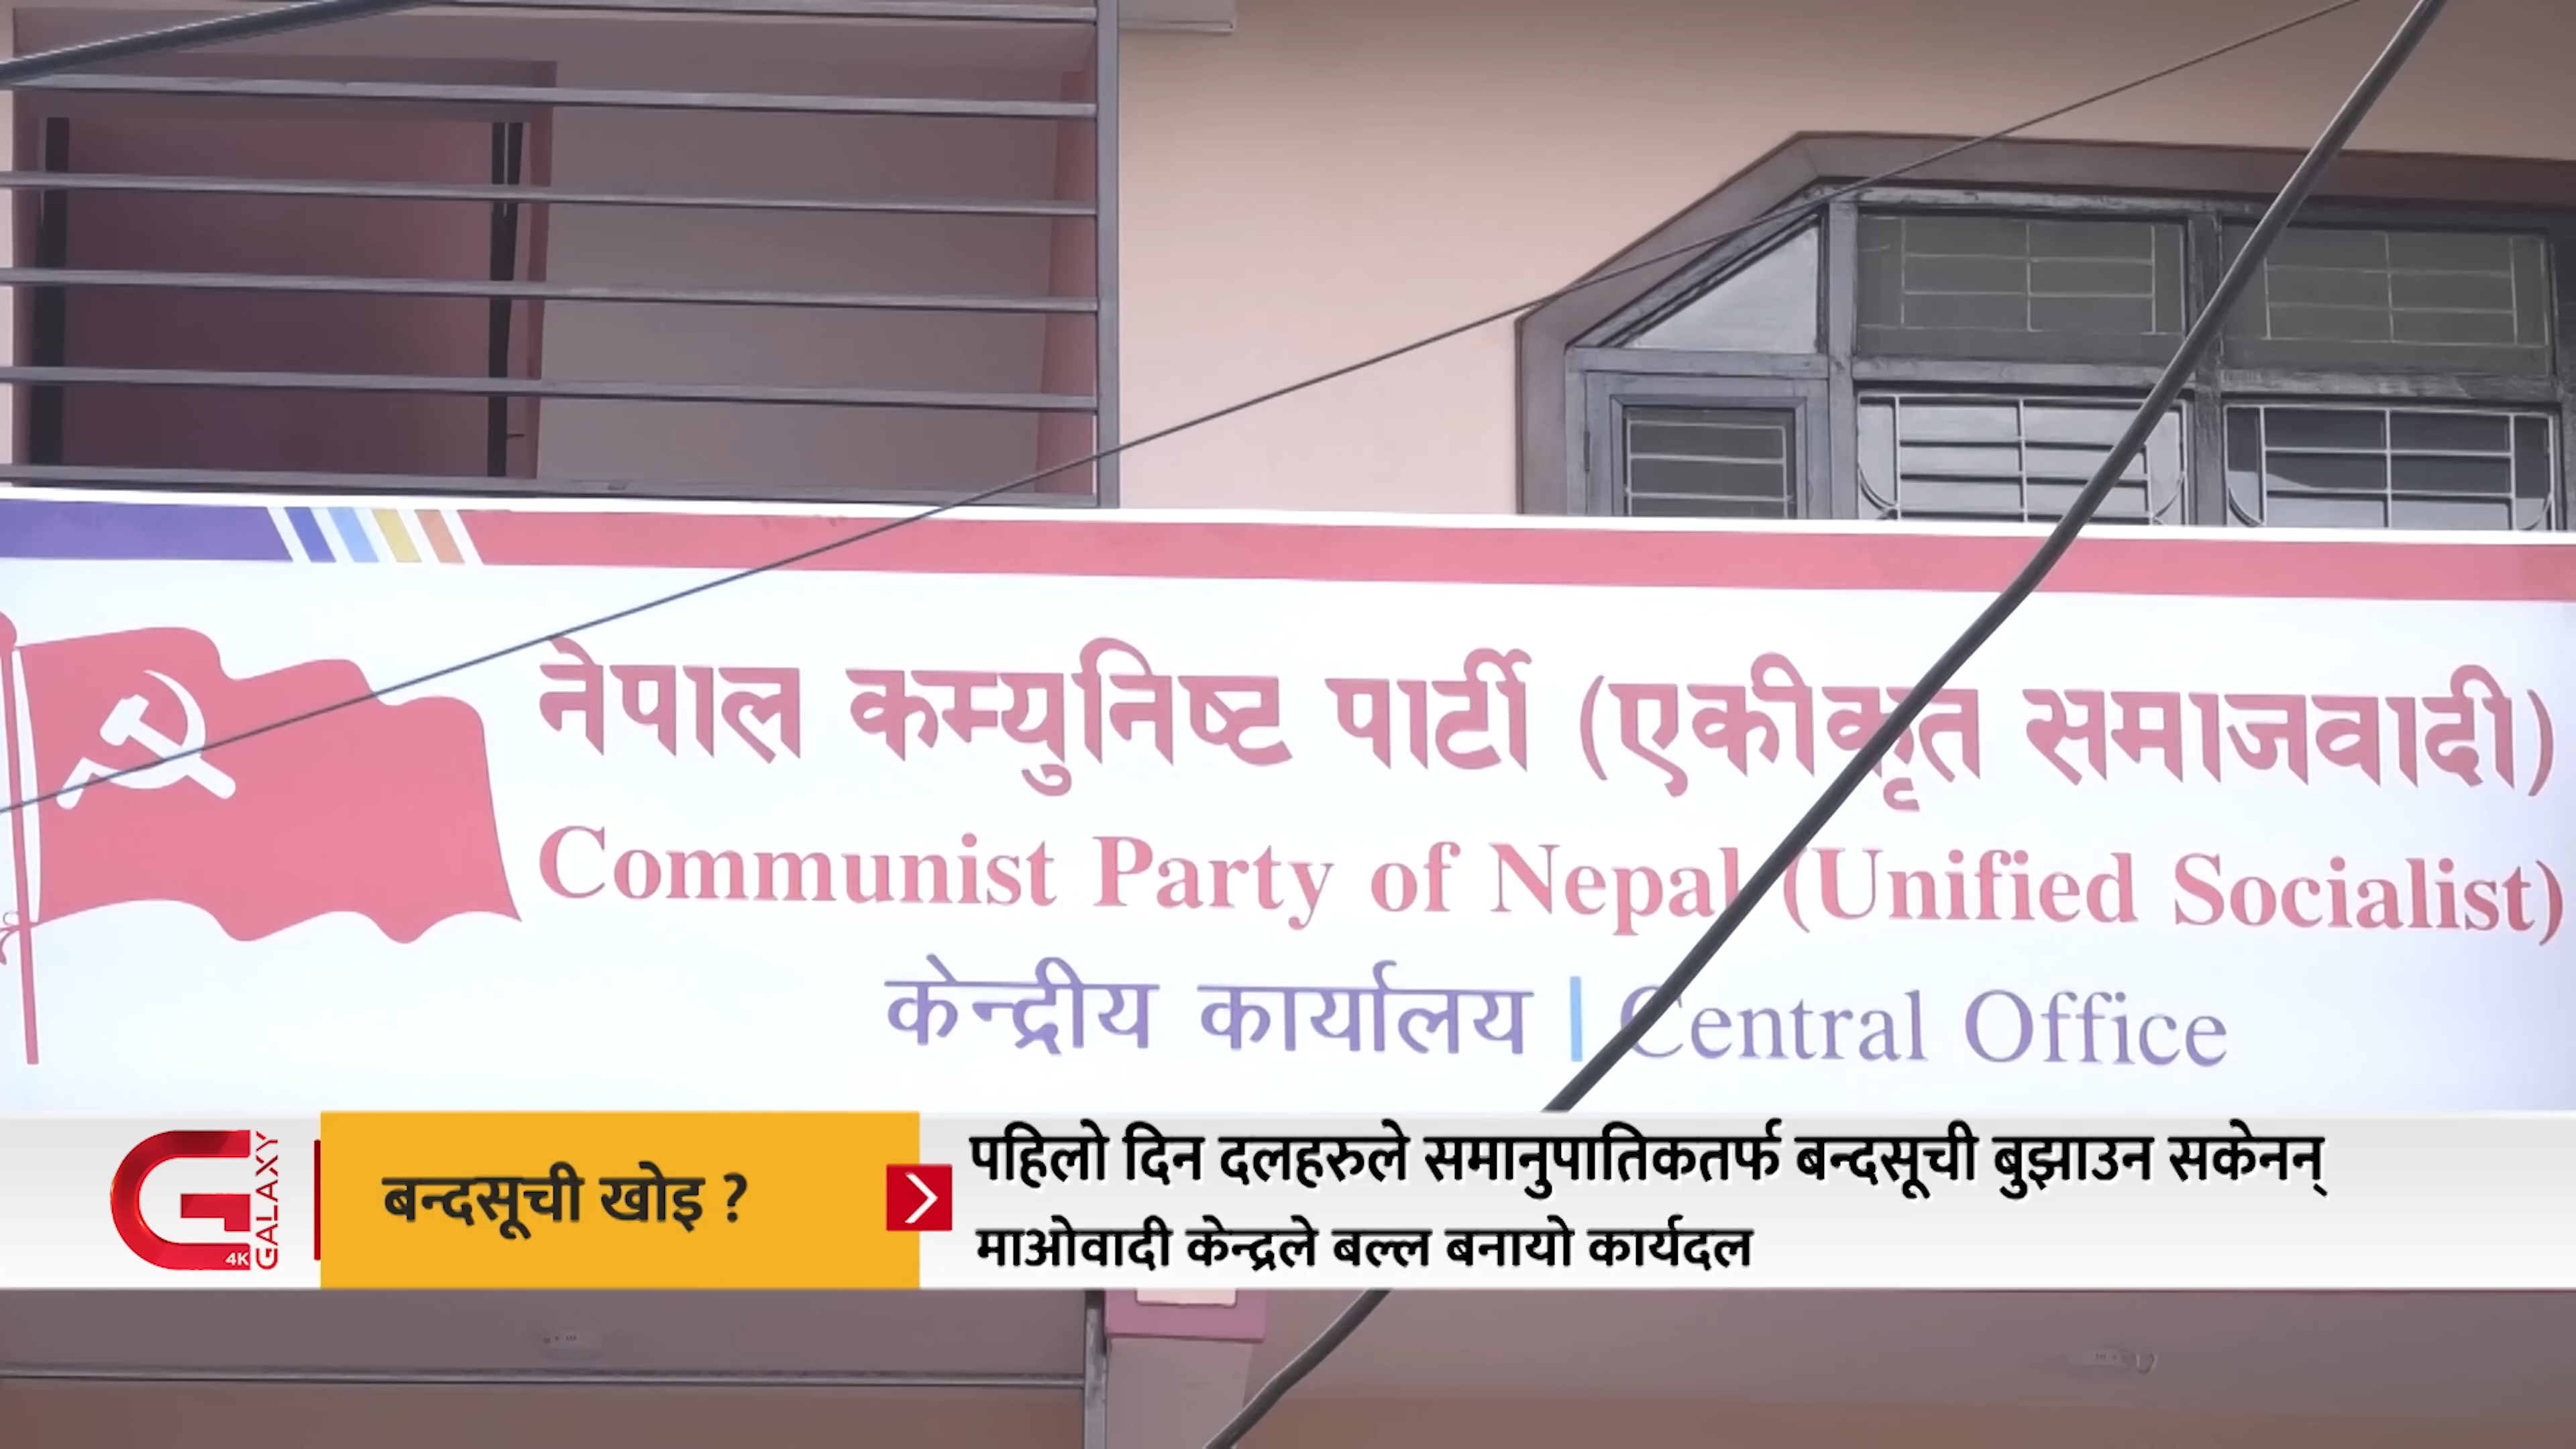 नेपाल कम्युनिष्ट पार्टी (एकीकृत समाजवादी)
Communist Party of Nepal (Unified Socialist)
केन्द्रीय कार्यालय | Central Office
GALAXY
4K
बन्दसूची खोइ ?
पहिलो दिन दलहरुले समानुपातिकतर्फ बन्दसूची बुझाउन सकेनन्
माओवादी केन्द्रले बल्ल बनायो कार्यदल